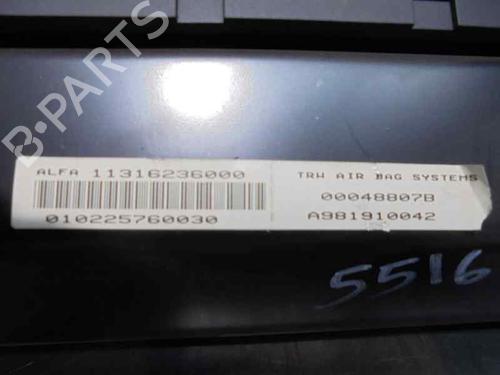 B·PARTS
ALFA 11316236000
010225760030
TRW AIR BAG SYSTEMS
00048807B
A981910042
5516